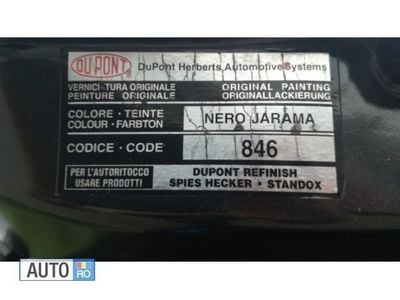 DUPONT DuPont Herberts Automotive Systems
VERNICI-TURA ORIGINALE ORIGINAL PAINTING
PEINTURE ORIGINALE ORIGINALLACKIERUNG
COLORE - TEINTE
COLOUR - FARBTON NERO JARAMA
CODICE - CODE 846
PER L'AUTORITOCCO DUPONT REFINISH
USARE PRODOTTI SPIES HECKER - STANDOX
AUTO RO